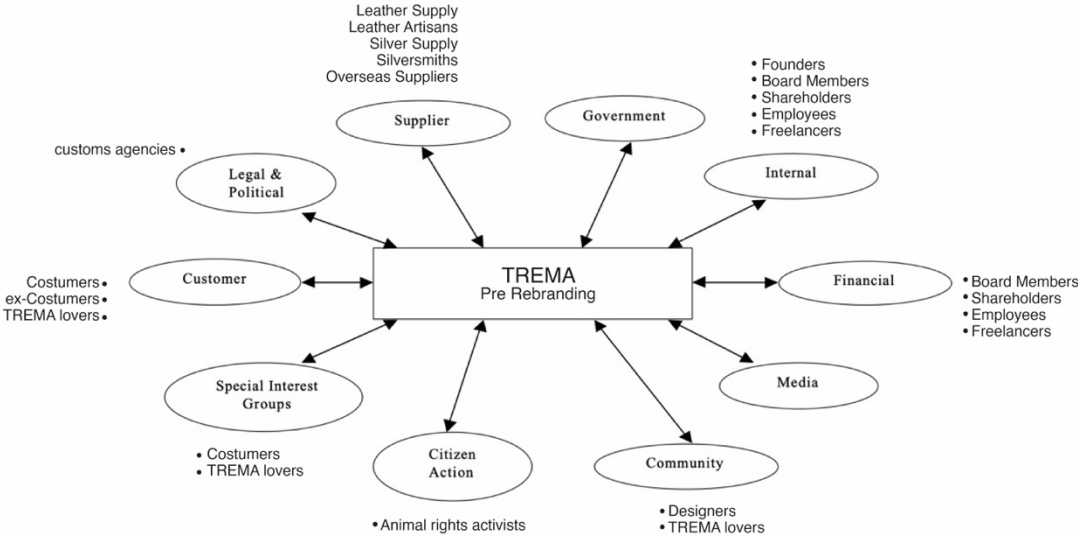 Leather Supply
Leather Artisans
Silver Supply
Silversmiths
Overseas Suppliers
• Founders
• Board Members
• Shareholders
• Employees
• Freelancers
Supplier
Government
customs agencies •
Legal &
Political
Internal
Costumers •
ex-Costumers •
TREMA lovers •
Customer
TREMA
Pre Rebranding
Financial
• Board Members
• Shareholders
• Employees
• Freelancers
Special Interest
Groups
Media
• Costumers
• TREMA lovers
Citizen
Action
Community
• Animal rights activists
• Designers
• TREMA lovers